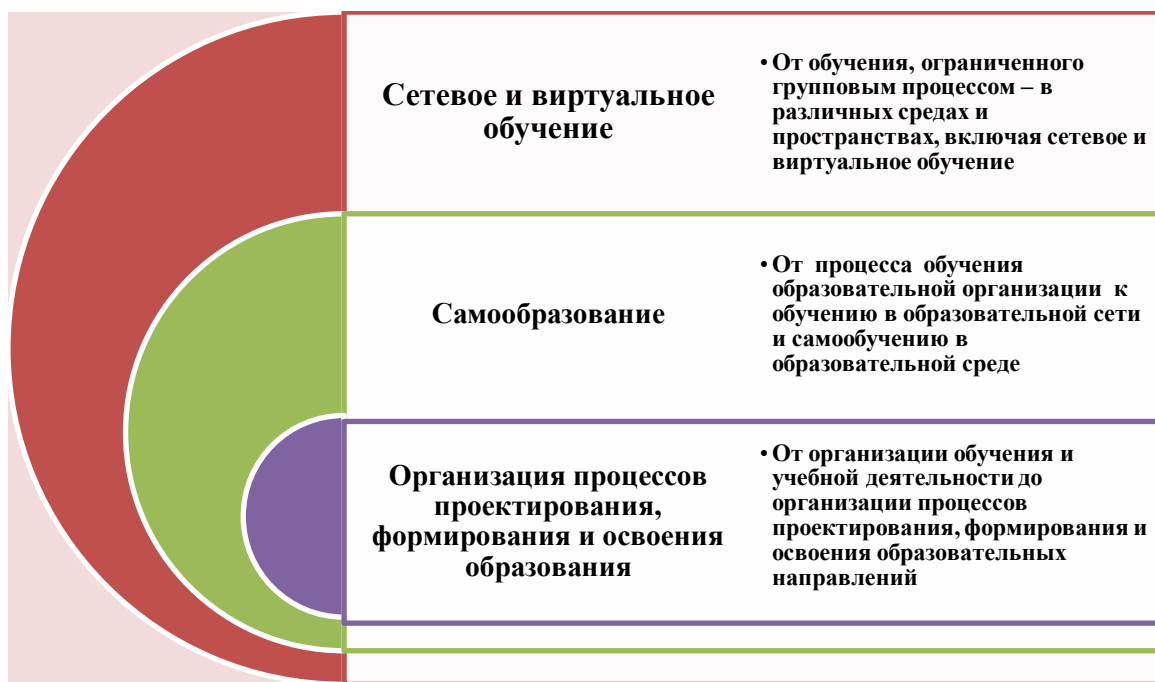 Сетевое и виртуальное
обучение
• От обучения, ограниченного
групповым процессом – в
различных средах и
пространствах, включая сетевое и
виртуальное обучение
Самообразование
• От процесса обучения
образовательной организации к
обучению в образовательной сети
и самообучению в
образовательной среде
Организация процессов
проектирования,
формирования и освоения
образования
• От организации обучения и
учебной деятельности до
организации процессов
проектирования, формирования и
освоения образовательных
направлений